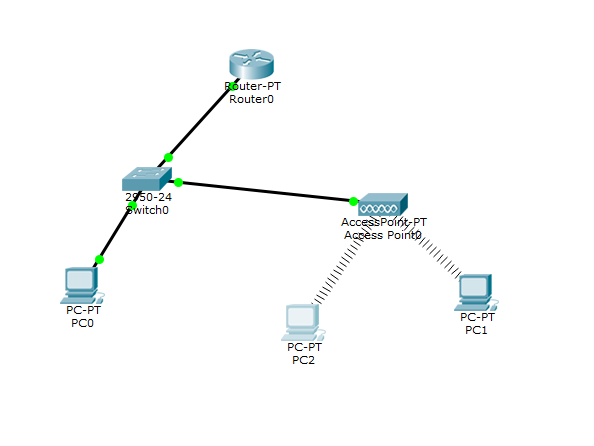 Router-PT
Router0
2950-24
Switch0
AccessPoint-PT
Access Point0
PC-PT
PC0
PC-PT
PC1
PC-PT
PC2